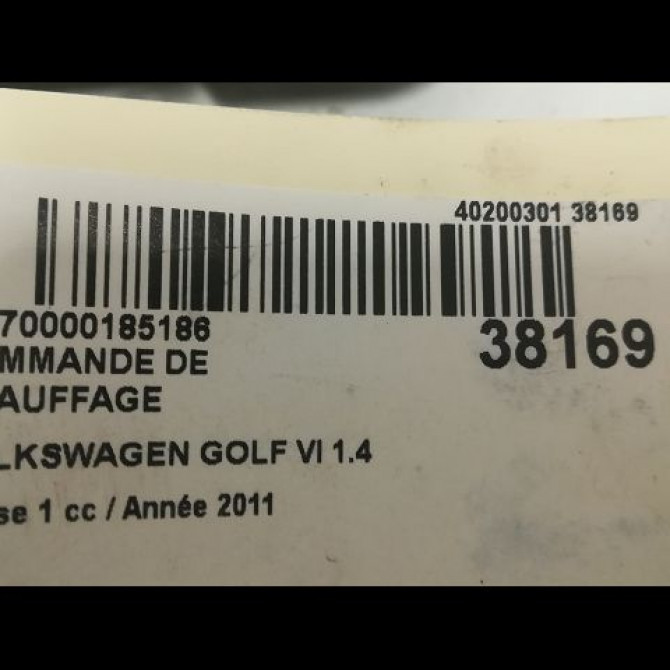 40200301 38169
70000185186
38169
MMANDE DE
AUFFAGE
LKSWAGEN GOLF VI 1.4
se 1 cc / Année 2011